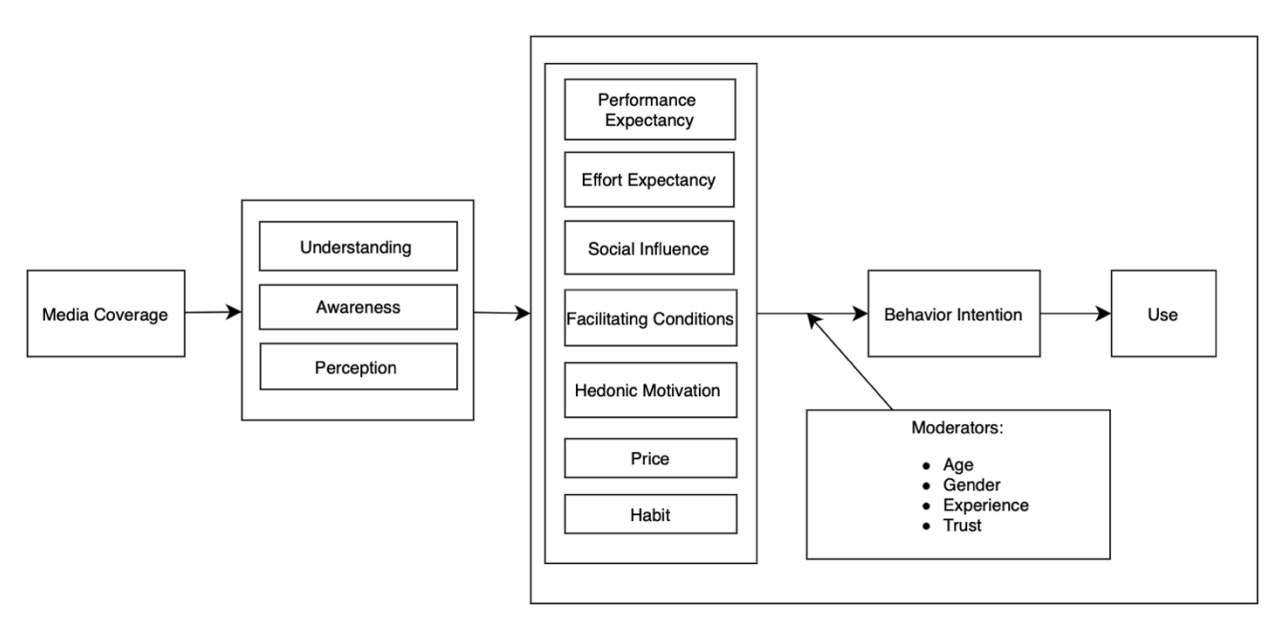 Media Coverage
Understanding
Awareness
Perception
Performance
Expectancy
Effort Expectancy
Social Influence
Facilitating Conditions
Hedonic Motivation
Price
Habit
Behavior Intention
Use
Moderators:
● Age
● Gender
● Experience
● Trust